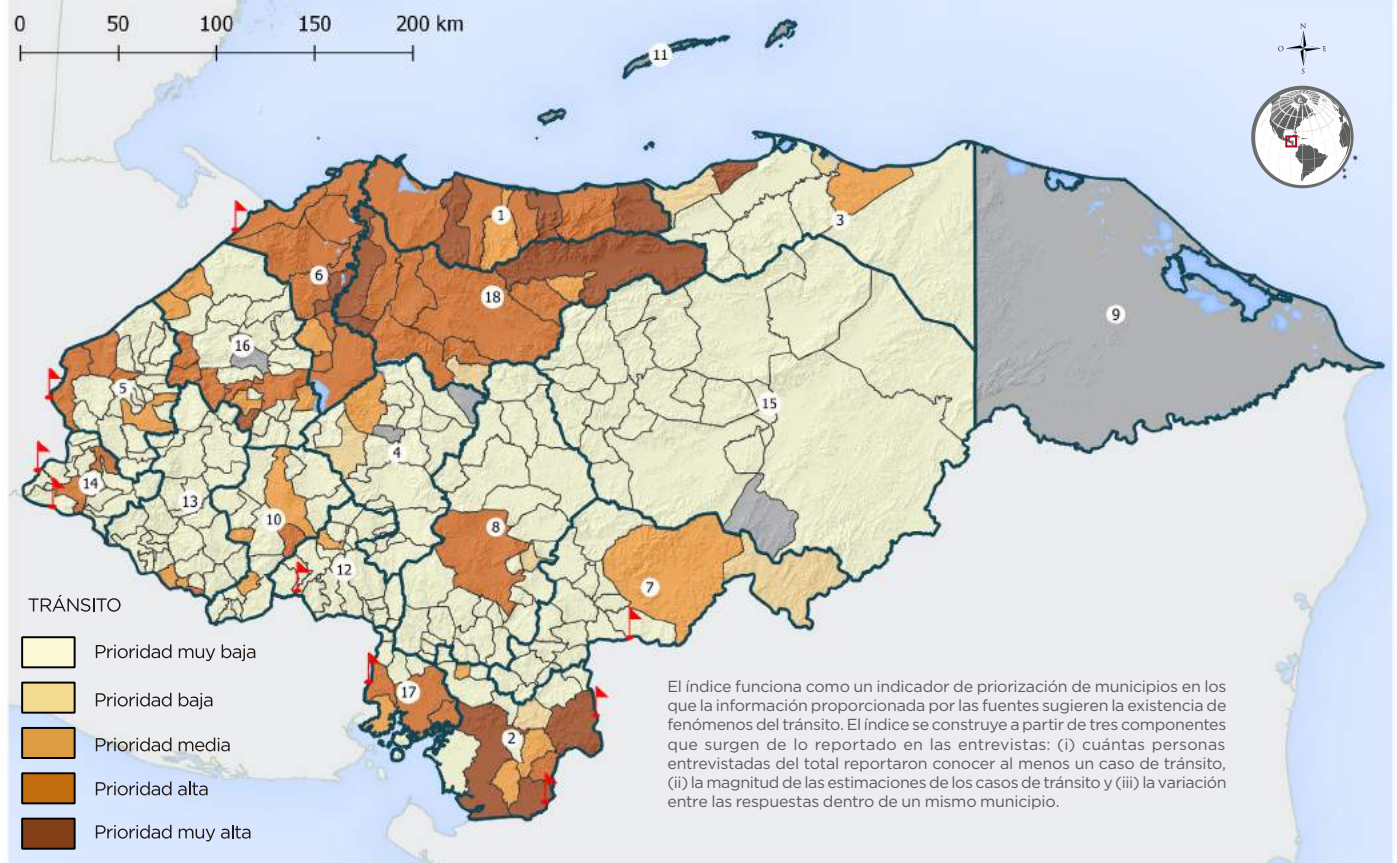 0 50 100 150 200 km
N
O E
S
11
1
3
6
18
9
16
5
15
4
14
13
10
8
12
7
17
2
TRÁNSITO
Prioridad muy baja
Prioridad baja
Prioridad media
Prioridad alta
Prioridad muy alta
El índice funciona como un indicador de priorización de municipios en los
que la información proporcionada por las fuentes sugieren la existencia de
fenómenos del tránsito. El índice se construye a partir de tres componentes
que surgen de lo reportado en las entrevistas: (i) cuántas personas
entrevistadas del total reportaron conocer al menos un caso de tránsito,
(ii) la magnitud de las estimaciones de los casos de tránsito y (iii) la variación
entre las respuestas dentro de un mismo municipio.